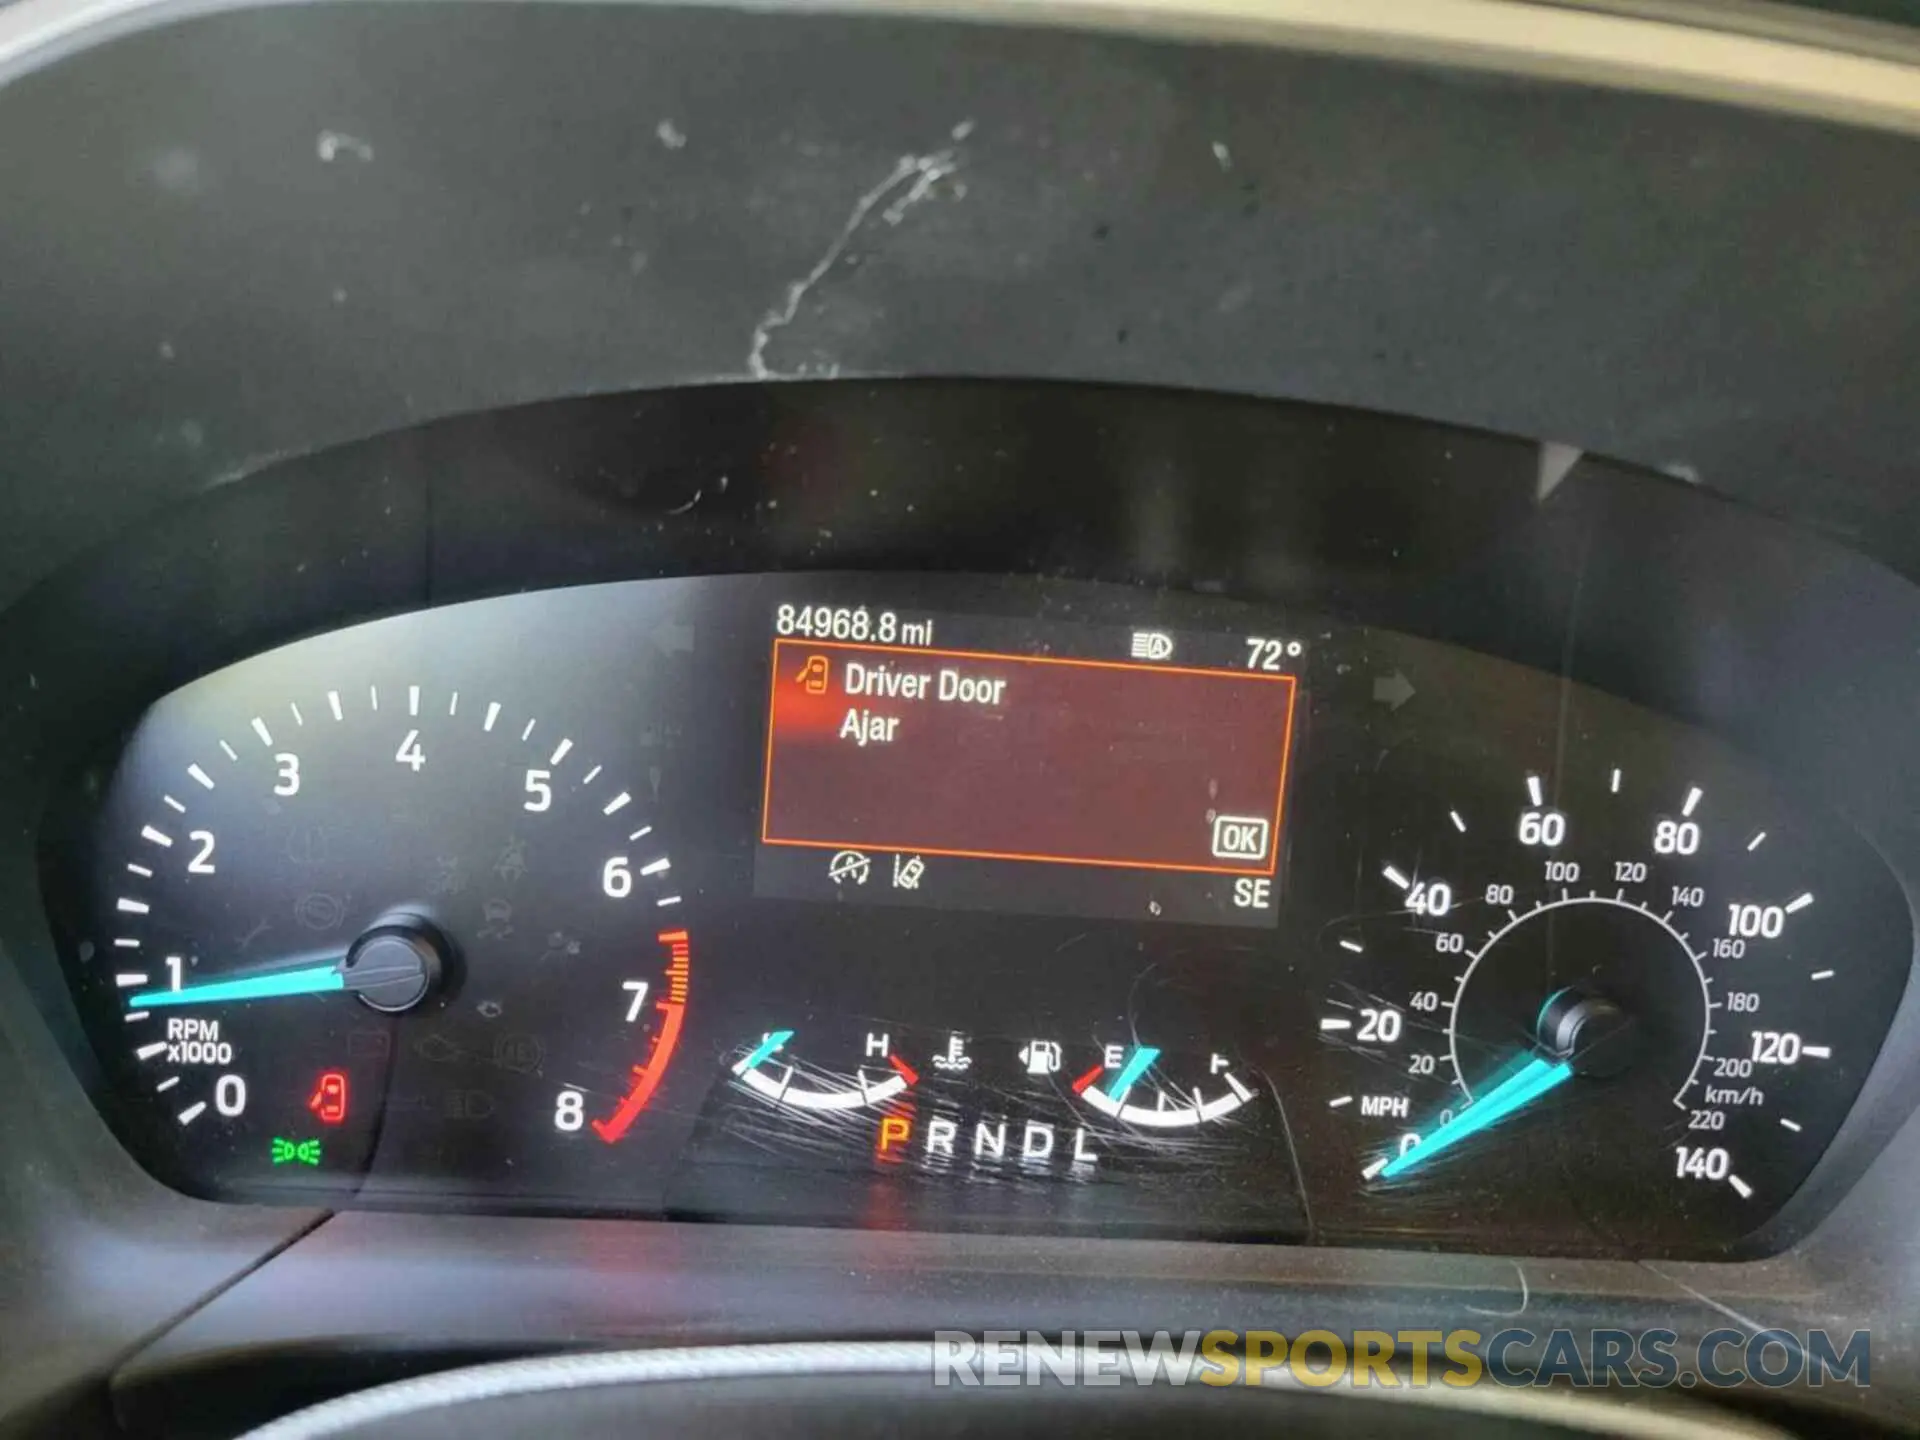 84968.8 mi
72°
Driver Door
Ajar
OK
SE
0 1 2 3 4 5 6 7 8
RPM
x1000
H
E F
P R N D L
0 20 40 60 80 100 120 140
MPH
0 20 40 60 80 100 120 140 160 180 200 220
km/h
RENEWSPORTSCARS.COM